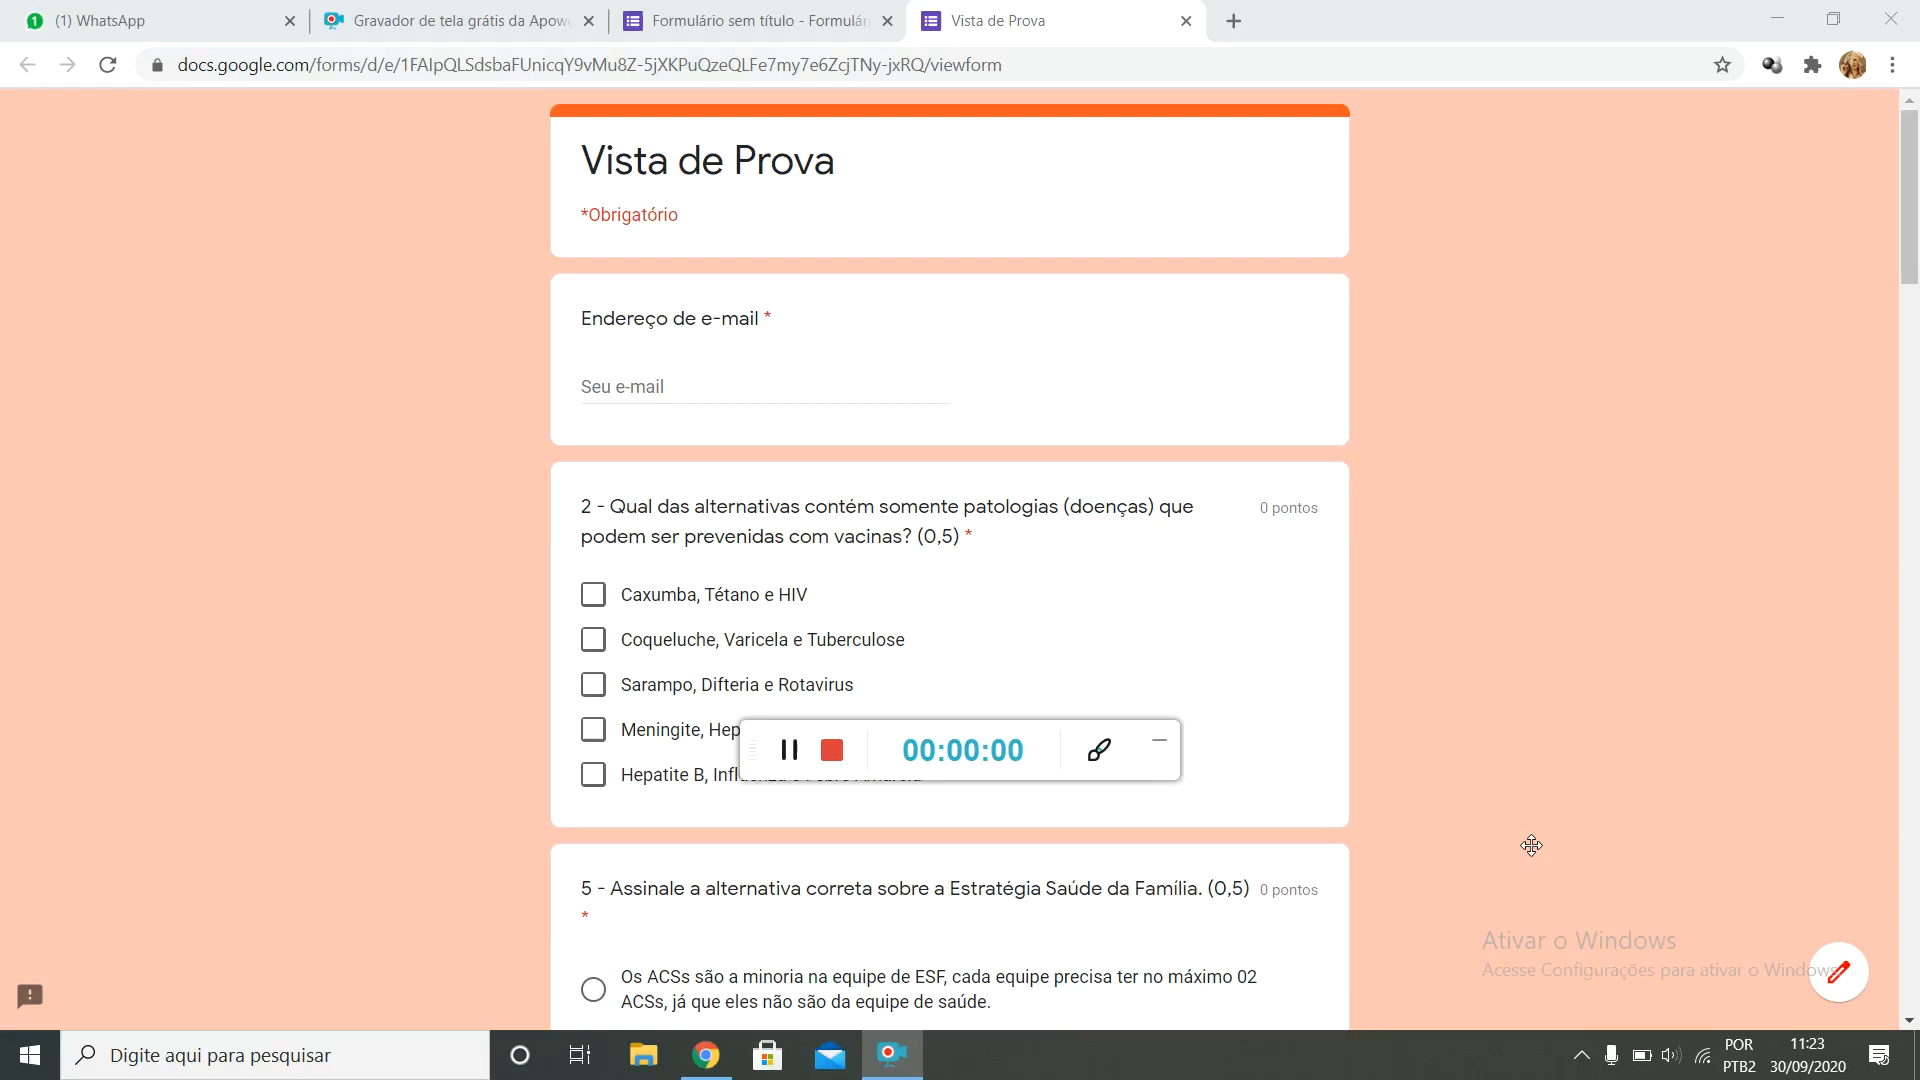 (1) WhatsApp
Gravador de tela grátis da Apowe
Formulário sem título - Formulár
Vista de Prova
docs.google.com/forms/d/e/1FAIpQLSdsbaFUnicqY9vMu8Z-5jXKPuQzeQLFe7my7e6ZcjTNy-jxRQ/viewform
Vista de Prova
*Obrigatório
Endereço de e-mail *
Seu e-mail
2 - Qual das alternativas contém somente patologias (doenças) que
0 pontos
podem ser prevenidas com vacinas? (0,5) *
Caxumba, Tétano e HIV
Coqueluche, Varicela e Tuberculose
Sarampo, Difteria e Rotavirus
Meningite, Hep
00:00:00
Hepatite B,
5 - Assinale a alternativa correta sobre a Estratégia Saúde da Família. (0,5)
0 pontos
*
Os ACSs são a minoria na equipe de ESF, cada equipe precisa ter no máximo 02
ACSs, já que eles não são da equipe de saúde.
Ativar o Windows
Acesse Configurações para ativar o Windows
Digite aqui para pesquisar
POR
PTB2
11:23
30/09/2020